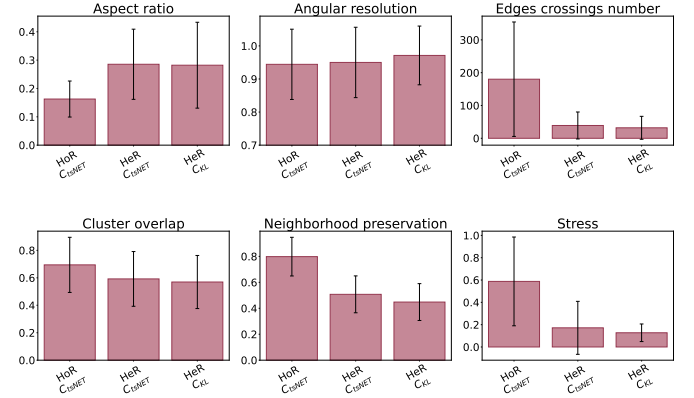 Aspect ratio
0.4
0.3
0.2
0.1
0.0
HoR
CtsNET
HeR
CtsNET
HeR
CKL
Angular resolution
1.0
0.9
0.8
0.7
HoR
CtsNET
HeR
CtsNET
HeR
CKL
Edges crossings number
300
200
100
0
HoR
CtsNET
HeR
CtsNET
HeR
CKL
Cluster overlap
0.8
0.6
0.4
0.2
0.0
HoR
CtsNET
HeR
CtsNET
HeR
CKL
Neighborhood preservation
0.8
0.6
0.4
0.2
0.0
HoR
CtsNET
HeR
CtsNET
HeR
CKL
Stress
1.0
0.8
0.6
0.4
0.2
0.0
HoR
CtsNET
HeR
CtsNET
HeR
CKL